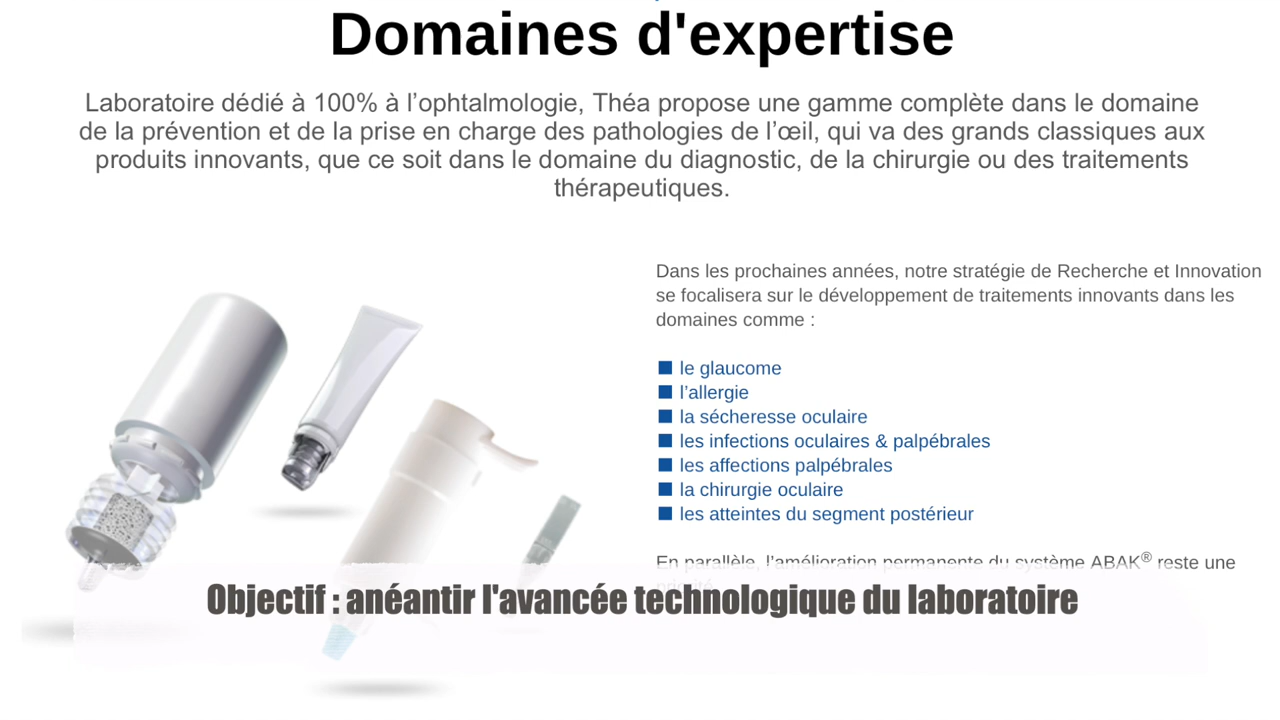 Domaines d'expertise
Laboratoire dédié à 100% à l’ophtalmologie, Théa propose une gamme complète dans le domaine
de la prévention et de la prise en charge des pathologies de l’œil, qui va des grands classiques aux
produits innovants, que ce soit dans le domaine du diagnostic, de la chirurgie ou des traitements
thérapeutiques.
Dans les prochaines années, notre stratégie de Recherche et Innovation
se focalisera sur le développement de traitements innovants dans les
domaines comme :
■ le glaucome
■ l’allergie
■ la sécheresse oculaire
■ les infections oculaires & palpébrales
■ les affections palpébrales
■ la chirurgie oculaire
■ les atteintes du segment postérieur
En parallèle, l’amélioration permanente du système ABAK® reste une
priorité
Objectif : anéantir l'avancée technologique du laboratoire